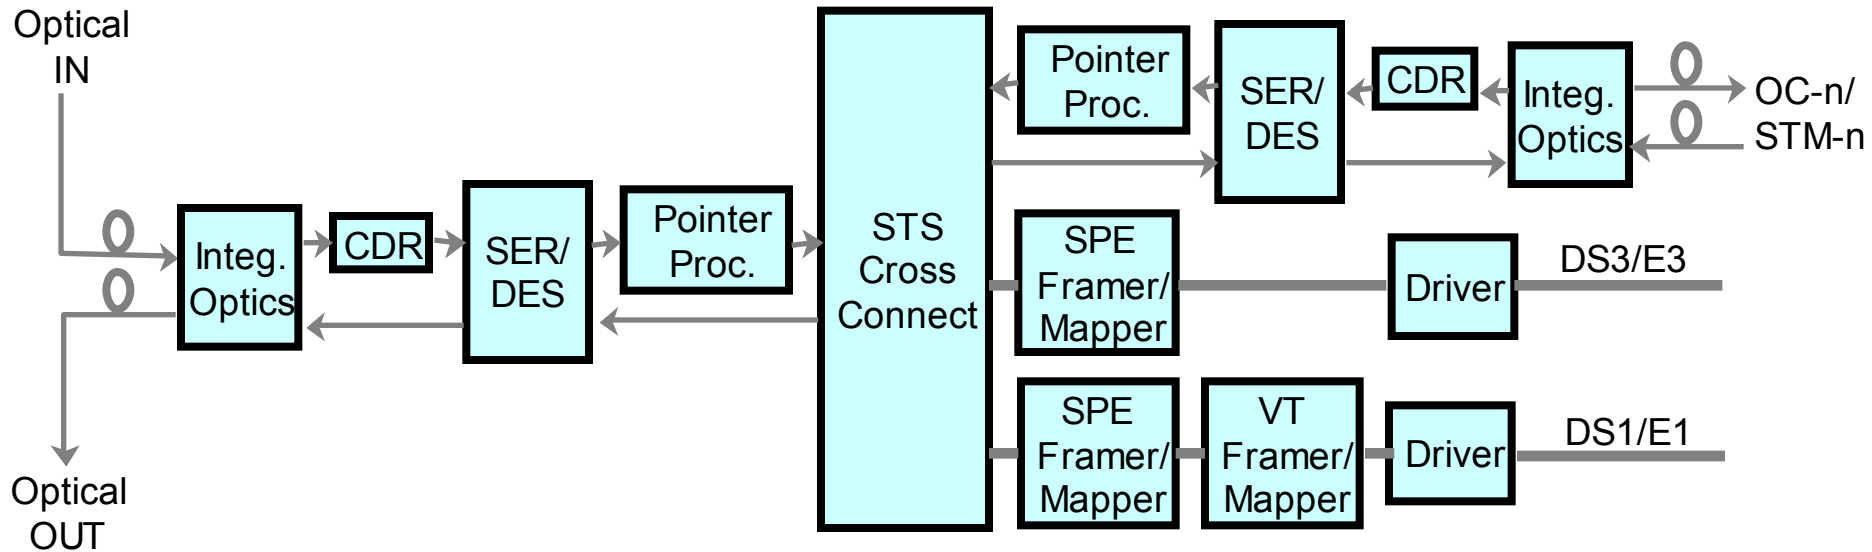 Optical
IN
Integ.
Optics
CDR
SER/
DES
Pointer
Proc.
Optical
OUT
STS
Cross
Connect
Pointer
Proc.
SER/
DES
CDR
Integ.
Optics
OC-n/
STM-n
SPE
Framer/
Mapper
Driver
DS3/E3
SPE
Framer/
Mapper
VT
Framer/
Mapper
Driver
DS1/E1